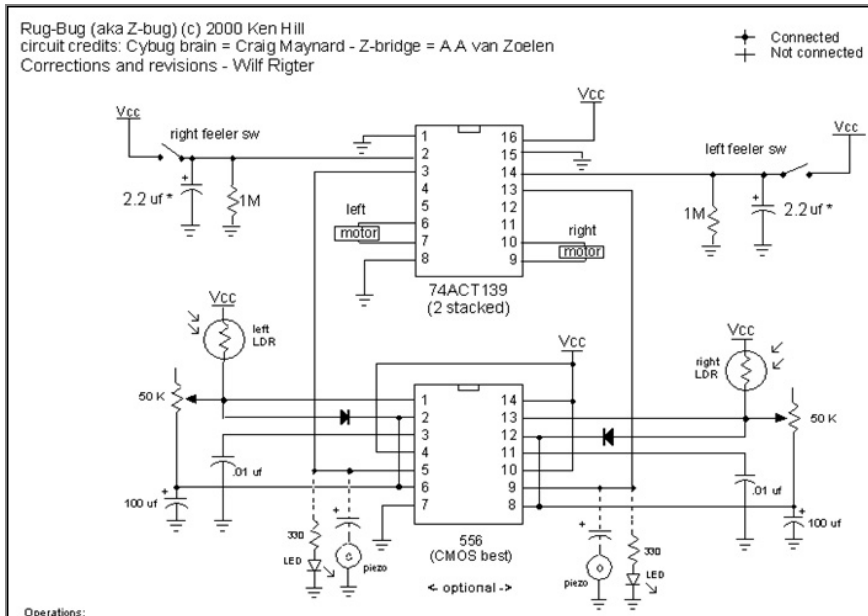 Rug-Bug (aka Z-bug) (c) 2000 Ken Hill
circuit credits: Cybug brain = Craig Maynard - Z-bridge = A.A van Zoelen
Corrections and revisions - Wilf Rigter
Connected
Not connected
Vcc
right feeler sw
+
2.2 uf *
1M
1
2
3
4
5
6
7
8
16
15
14
13
12
11
10
9
74ACT139
(2 stacked)
left
motor
right
motor
Vcc
left feeler sw
Vcc
1M
+
2.2 uf *
Vcc
left
LDR
50 K
.01 uf
+
100 uf
1
2
3
4
5
6
7
14
13
12
11
10
9
8
556
(CMOS best)
<- optional ->
Vcc
Vcc
right
LDR
50 K
.01 uf
+
100 uf
330
LED
+
piezo
+
piezo
330
LED
Operations: